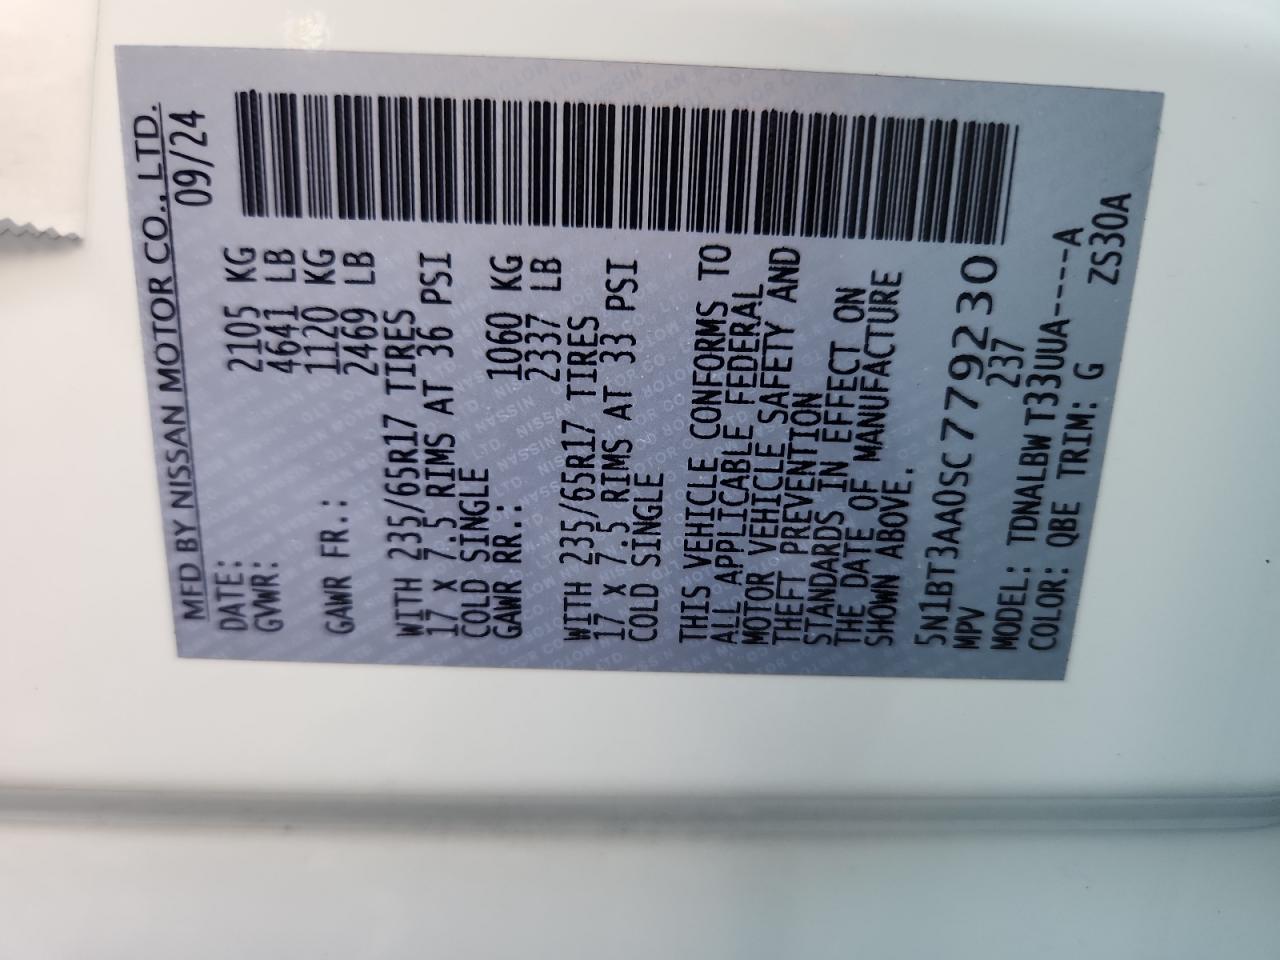 MFD BY NISSAN MOTOR CO., LTD.
DATE: 09/24
GVWR: 2105 KG
4641 LB
GAWR FR.: 1120 KG
2469 LB
WITH 235/65R17 TIRES
17 X 7.5 RIMS AT 36 PSI
COLD SINGLE
GAWR RR.: 1060 KG
2337 LB
WITH 235/65R17 TIRES
17 X 7.5 RIMS AT 33 PSI
COLD SINGLE
THIS VEHICLE CONFORMS TO
ALL APPLICABLE FEDERAL
MOTOR VEHICLE SAFETY AND
THEFT PREVENTION
STANDARDS IN EFFECT ON
THE DATE OF MANUFACTURE
SHOWN ABOVE.
5N1BT3AA0SC779230
MPV 237
MODEL: TDNALBW T33UUA-----A
COLOR: QBE TRIM: G ZS30A